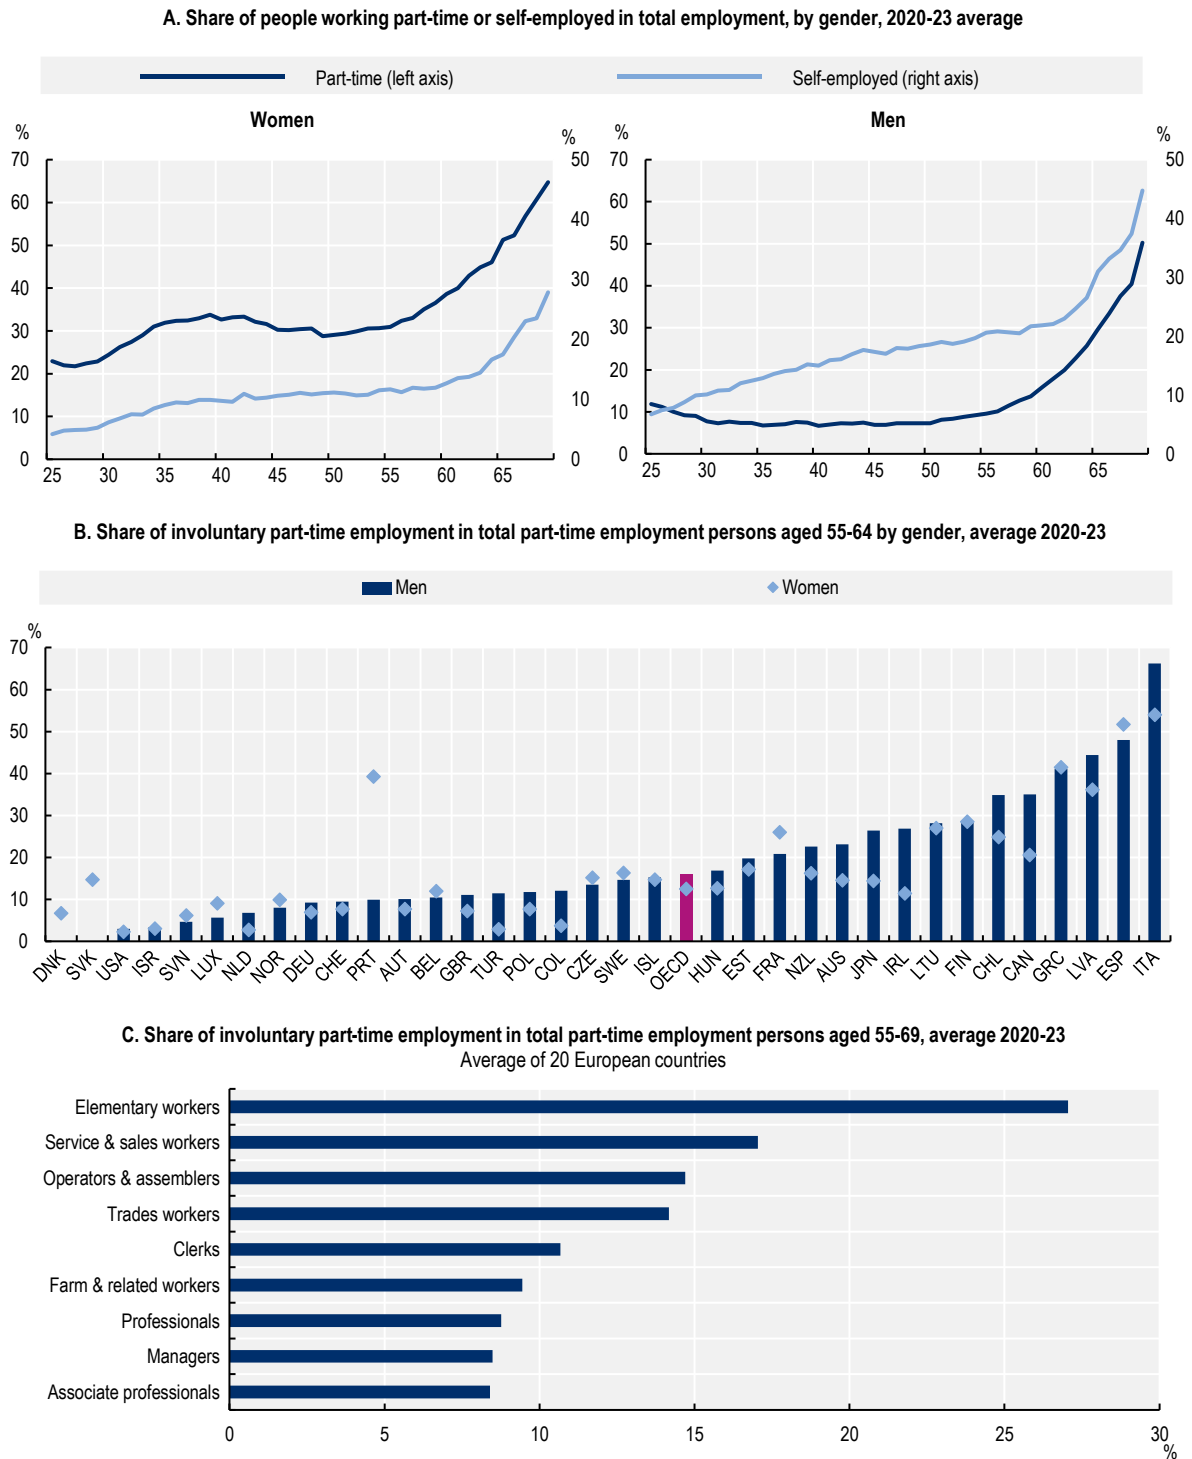 A. Share of people working part-time or self-employed in total employment, by gender, 2020-23 average
Part-time (left axis) Self-employed (right axis)
Women Men
% % % %
70 50 70 50
60 40 60 40
50 30 50 30
40 20 40 20
30 10 30 10
20 0 20 0
10 10
0 0
25 30 35 40 45 50 55 60 65 25 30 35 40 45 50 55 60 65
B. Share of involuntary part-time employment in total part-time employment persons aged 55-64 by gender, average 2020-23
Men Women
%
70
60
50
40
30
20
10
0
DNK SVK USA ISR SVN LUX NLD NOR DEU CHE PRT AUT BEL GBR TUR POL COL CZE SWE ISL OECD HUN EST FRA NZL AUS JPN IRL LTU FIN CHL CAN GRC LVA ESP ITA
C. Share of involuntary part-time employment in total part-time employment persons aged 55-69, average 2020-23
Average of 20 European countries
Elementary workers
Service & sales workers
Operators & assemblers
Trades workers
Clerks
Farm & related workers
Professionals
Managers
Associate professionals
0 5 10 15 20 25 30
%